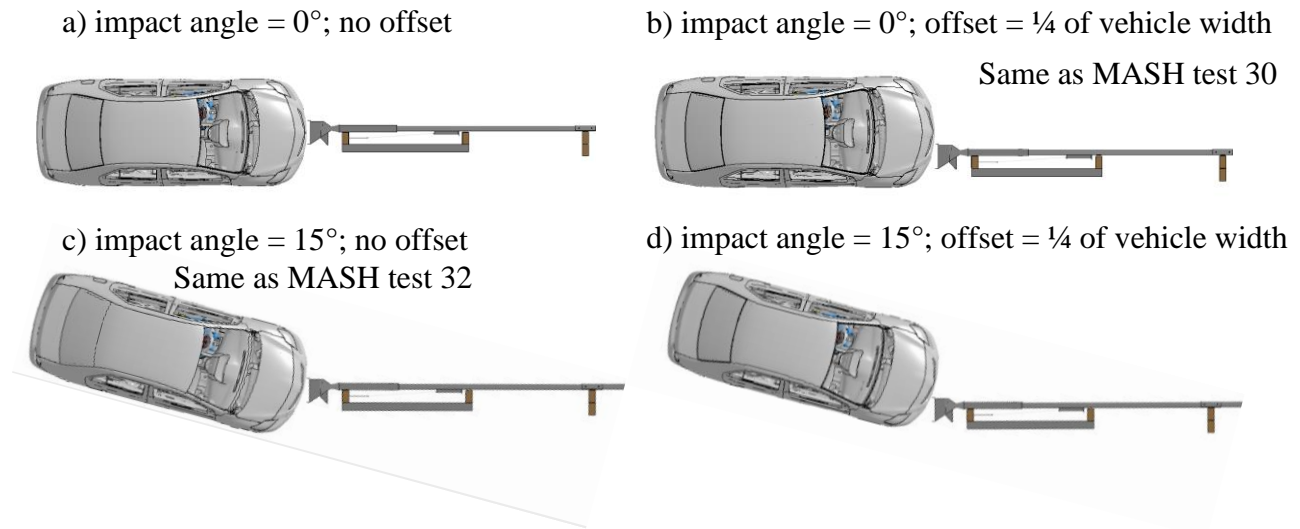 a) impact angle = 0°; no offset
b) impact angle = 0°; offset = ¼ of vehicle width
Same as MASH test 30
c) impact angle = 15°; no offset
Same as MASH test 32
d) impact angle = 15°; offset = ¼ of vehicle width